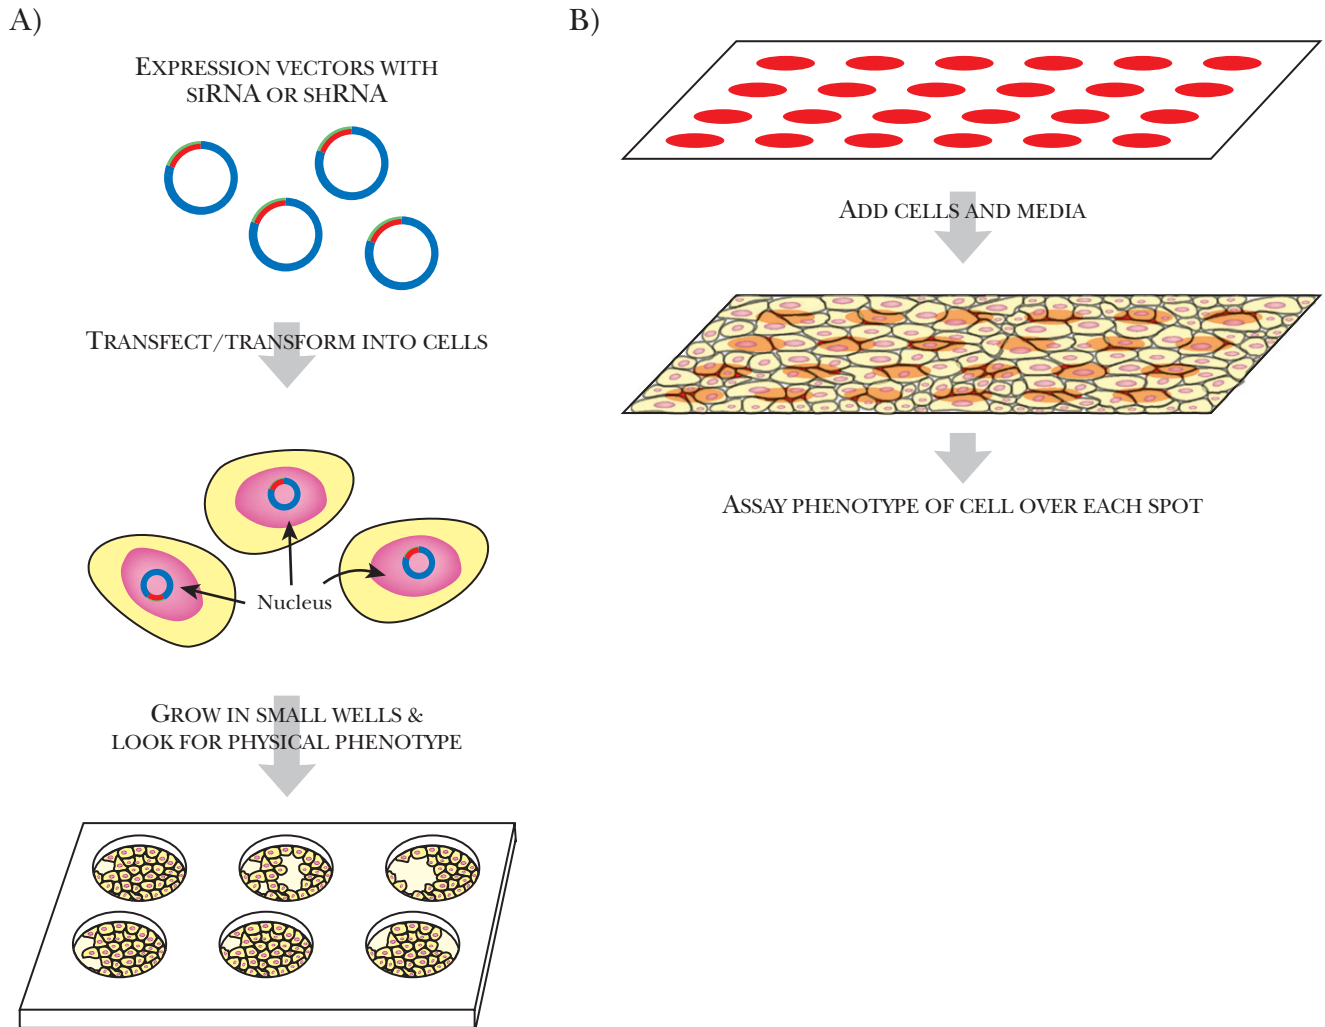 A)
EXPRESSION VECTORS WITH
SIRNA OR SHRNA
TRANSFECT/TRANSFORM INTO CELLS
Nucleus
GROW IN SMALL WELLS &
LOOK FOR PHYSICAL PHENOTYPE
B)
ADD CELLS AND MEDIA
ASSAY PHENOTYPE OF CELL OVER EACH SPOT